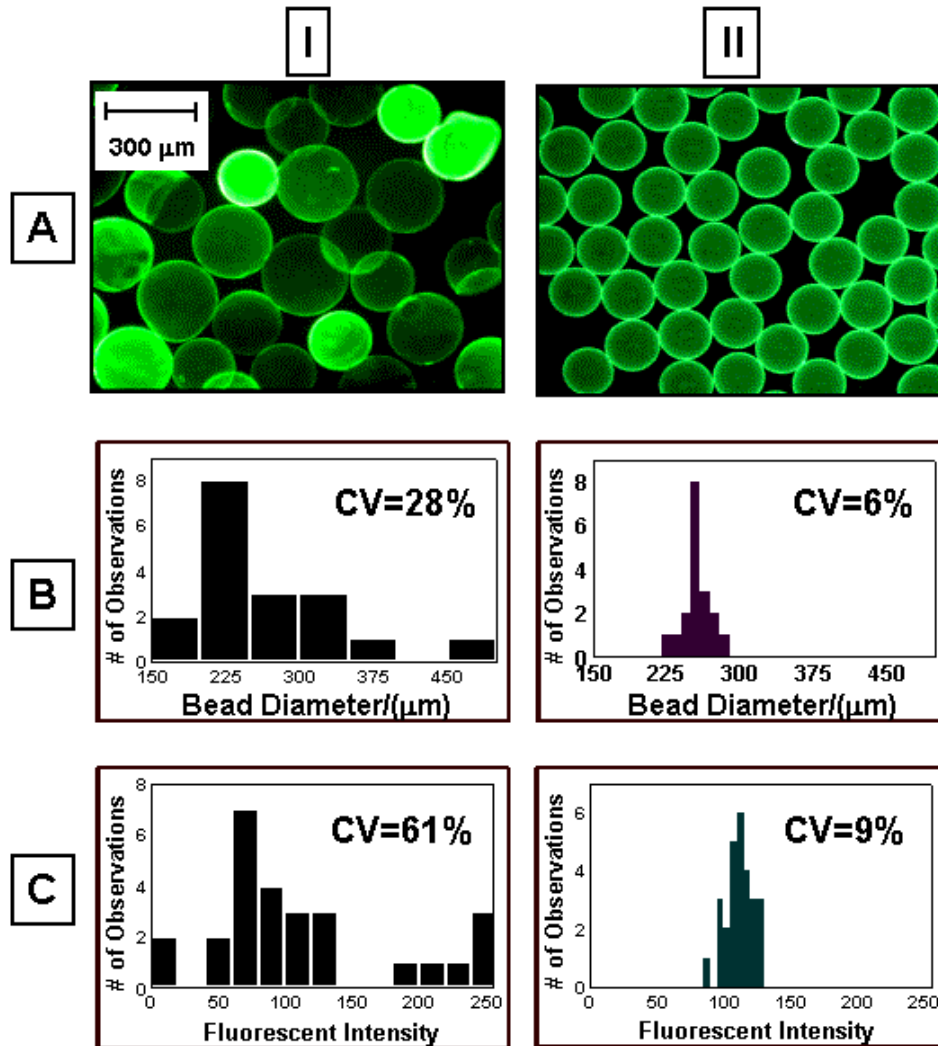 I II
A
300 μm
B
# of Observations
8
6
4
2
0
CV=28%
150 225 300 375 450
Bead Diameter/(μm)
# of Observations
8
6
4
2
0
CV=6%
150 225 300 375 450
Bead Diameter/(μm)
C
# of Observations
8
6
4
2
0
CV=61%
0 50 100 150 200 250
Fluorescent Intensity
# of Observations
6
4
2
0
CV=9%
0 50 100 150 200 250
Fluorescent Intensity